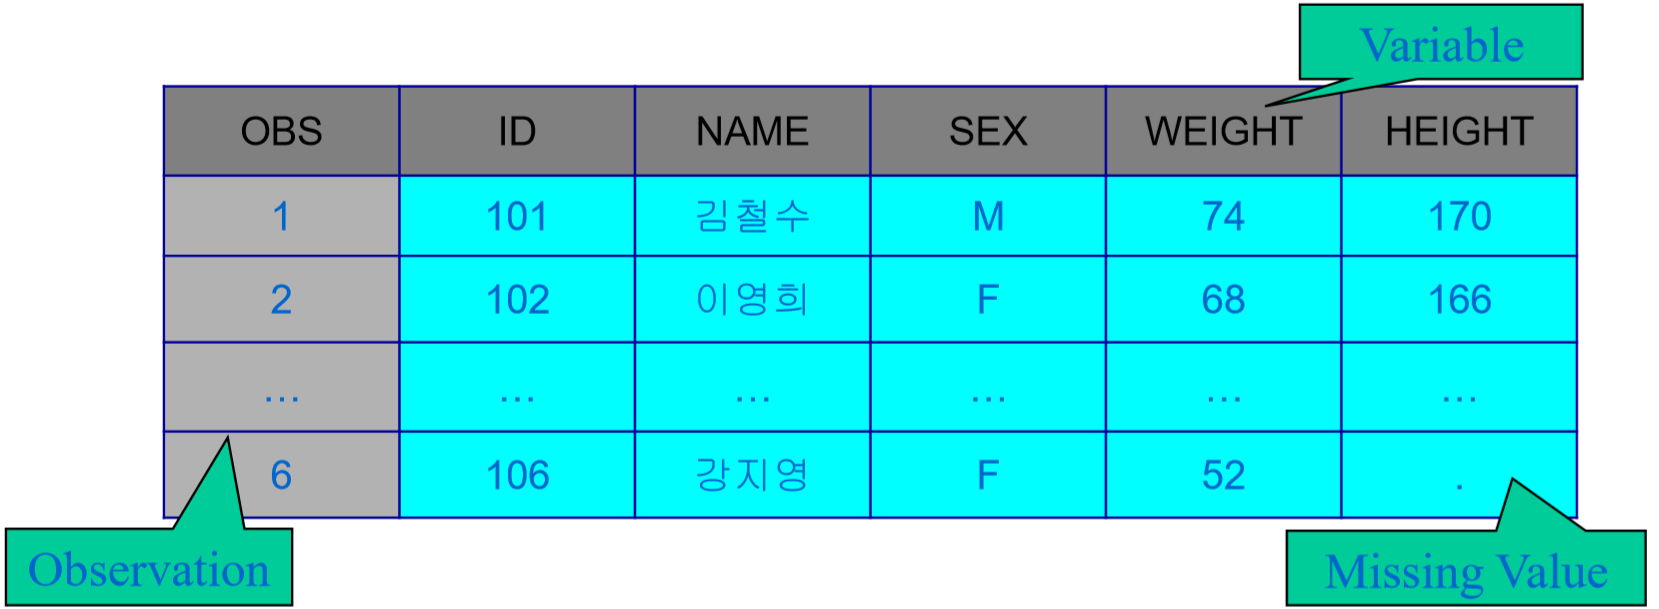 Variable
OBS ID NAME SEX WEIGHT HEIGHT
1 101 김철수 M 74 170
2 102 이영희 F 68 166
... ... ... ... ... ...
6 106 강지영 F 52 .
Observation
Missing Value